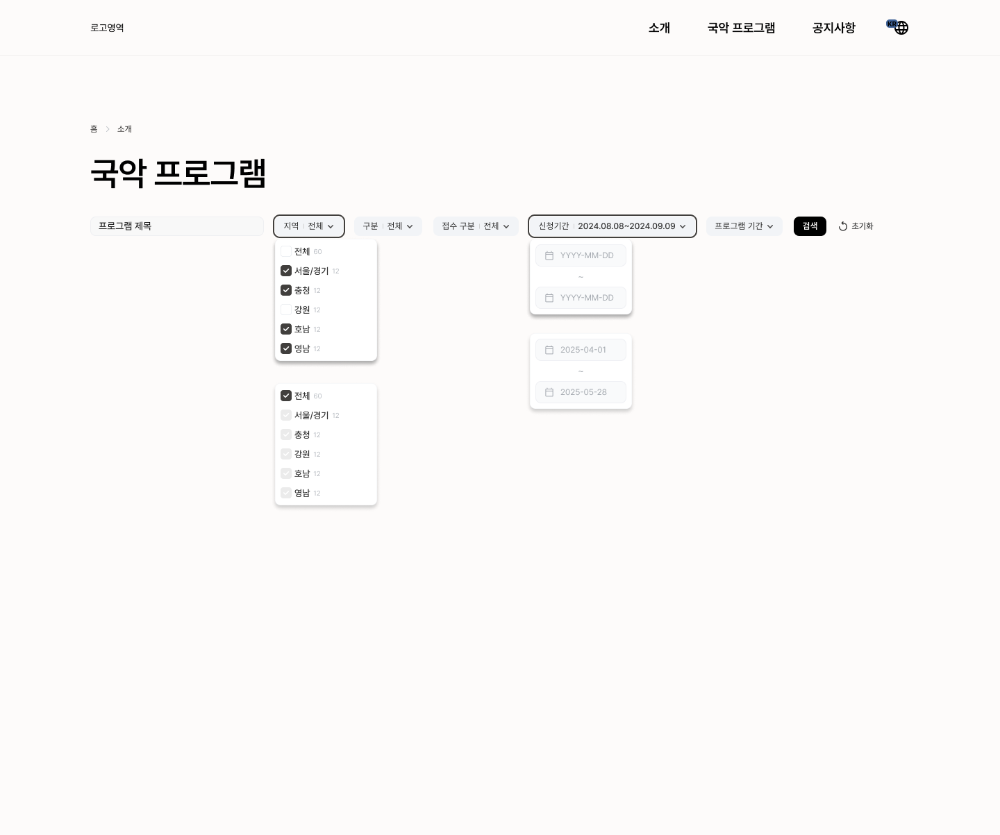 로고영역
소개
국악 프로그램
공지사항
KR
홈
소개
국악 프로그램
프로그램 제목
지역 전체
구분 전체
접수 구분 전체
신청기간 2024.08.08~2024.09.09
프로그램 기간
검색
초기화
전체 60
서울/경기 12
충청 12
강원 12
호남 12
영남 12
YYYY-MM-DD
~
YYYY-MM-DD
2025-04-01
~
2025-05-28
전체 60
서울/경기 12
충청 12
강원 12
호남 12
영남 12